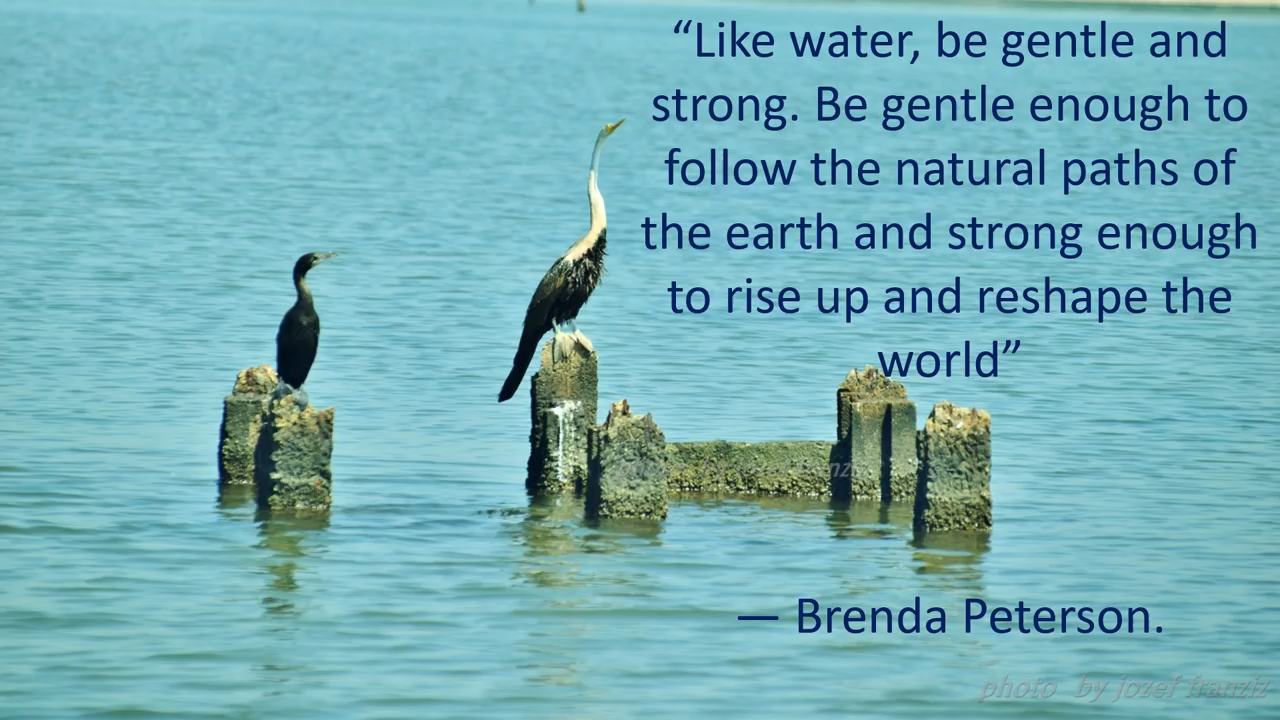 “Like water, be gentle and
strong. Be gentle enough to
follow the natural paths of
the earth and strong enough
to rise up and reshape the
world”
— Brenda Peterson.
photo by jozef franziz